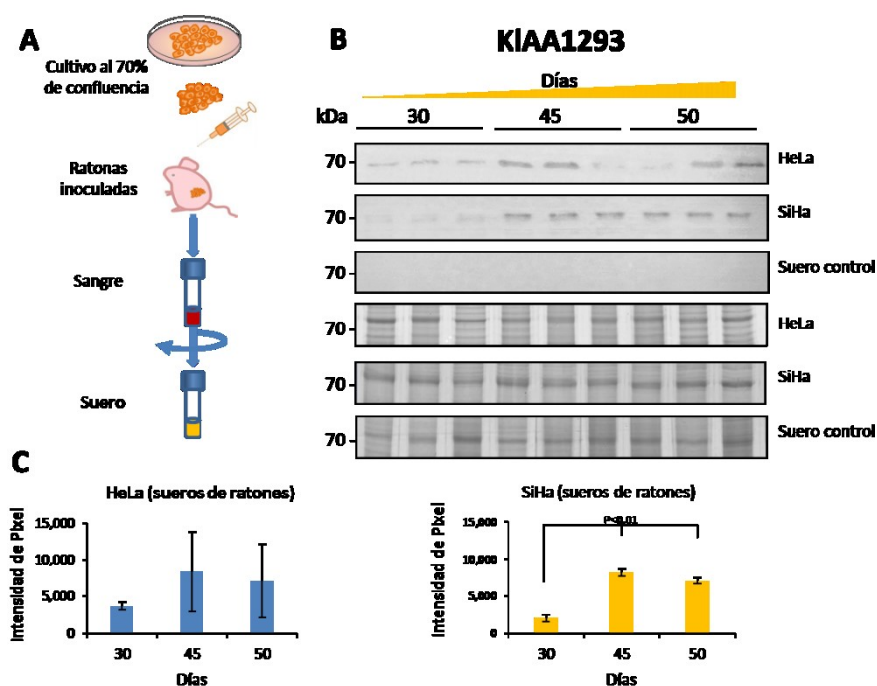 A
Cultivo al 70%
de confluencia
Ratonas
inoculadas
Sangre
Suero
B
KIAA1293
Días
kDa
30
45
50
70
HeLa
70
SiHa
70
Suero control
70
HeLa
70
SiHa
70
Suero control
C
HeLa (sueros de ratones)
Intensidad de Pixel
15,000
10,000
5,000
0
30
45
50
Días
SiHa (sueros de ratones)
P<0.01
Intensidad de Pixel
15,000
10,000
5,000
0
30
45
50
Días